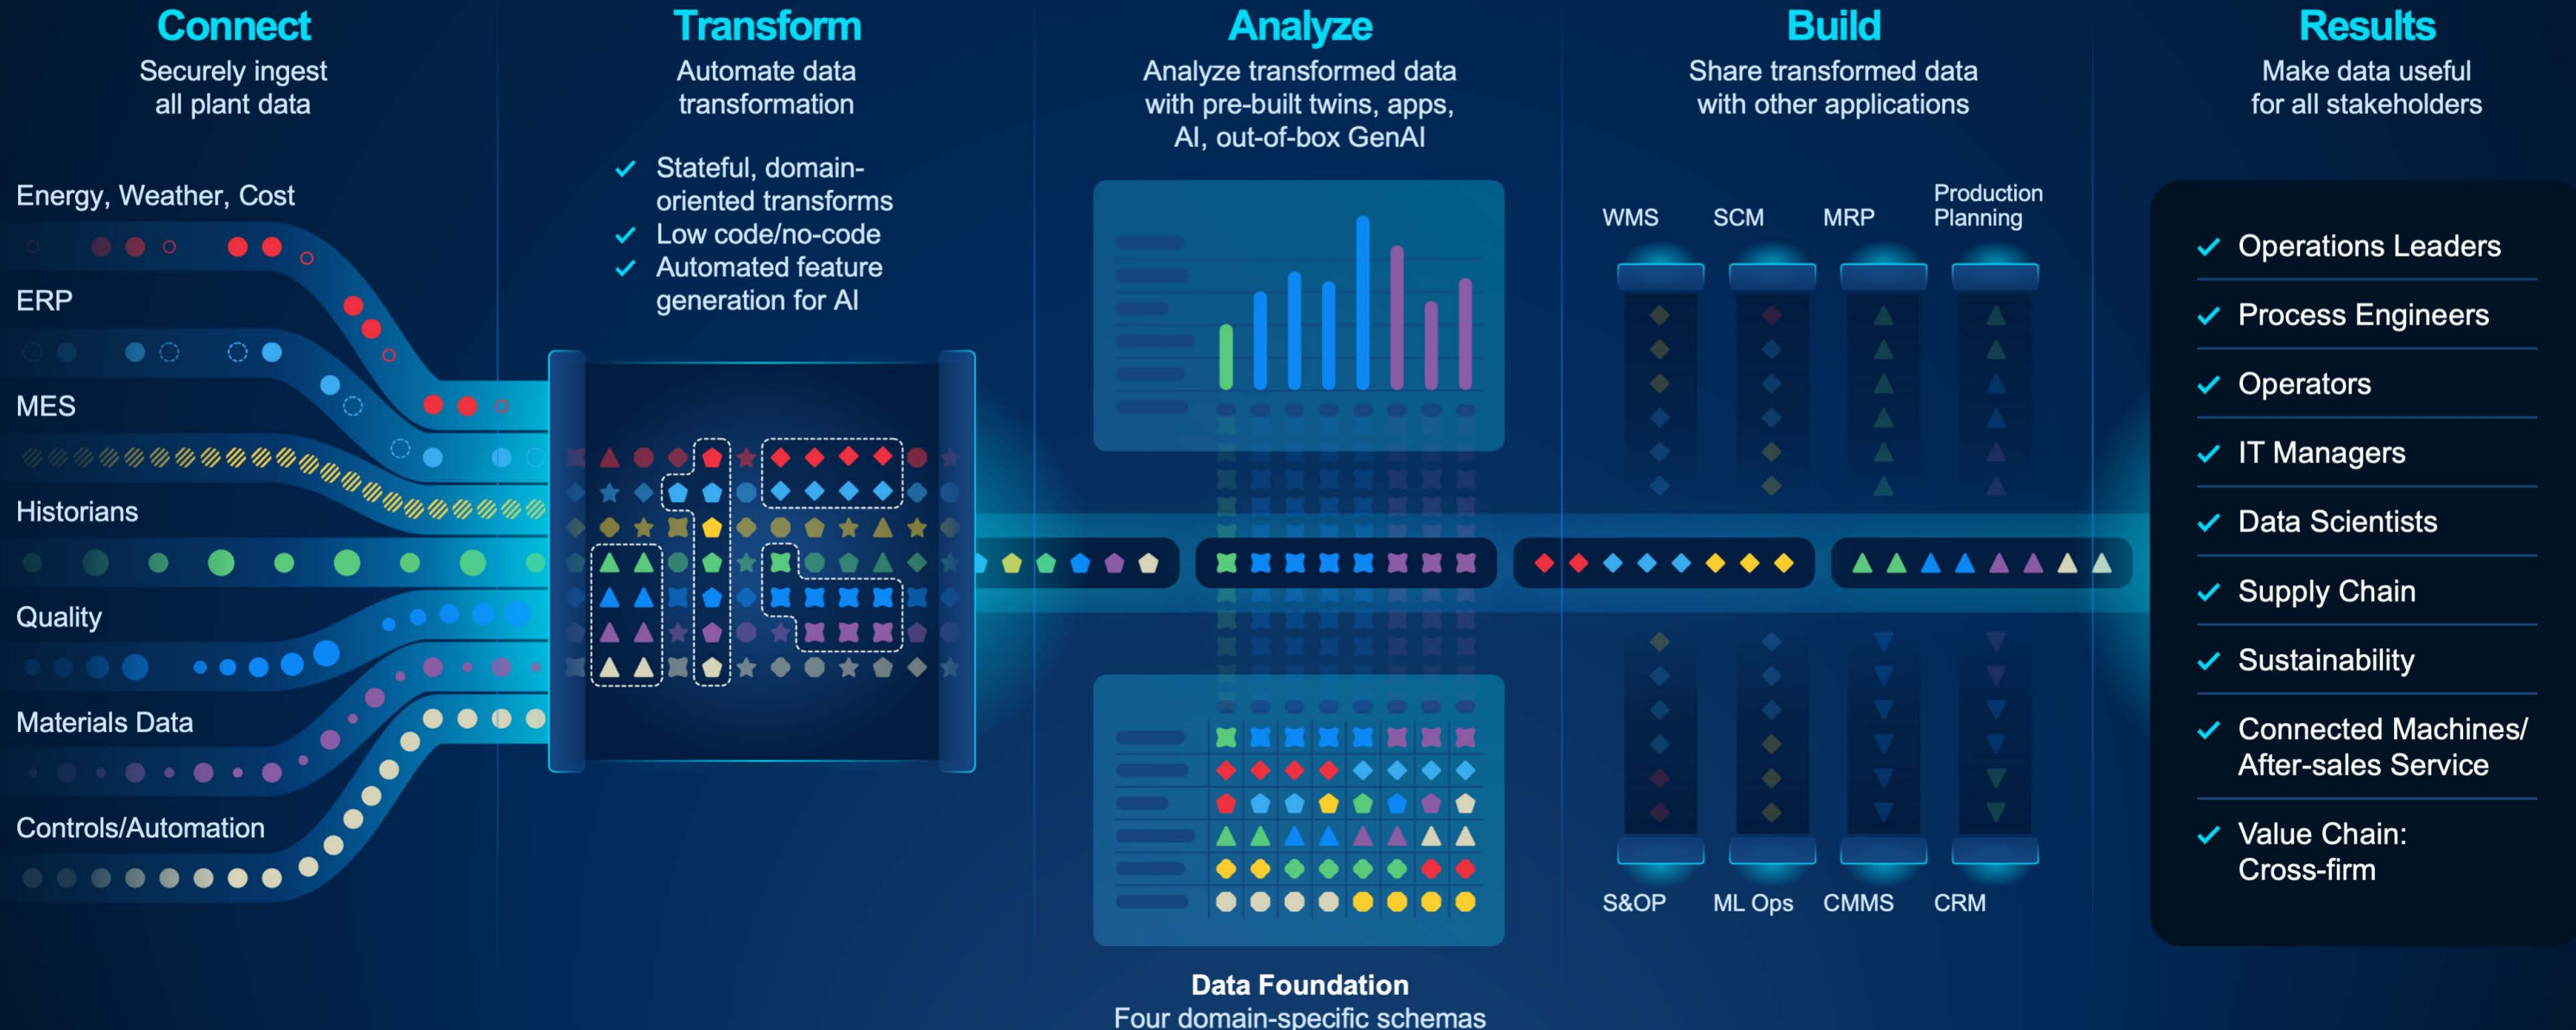 Connect
Securely ingest
all plant data
Energy, Weather, Cost
ERP
MES
Historians
Quality
Materials Data
Controls/Automation
Transform
Automate data
transformation
Stateful, domain-
oriented transforms
Low code/no-code
Automated feature
generation for AI
Analyze
Analyze transformed data
with pre-built twins, apps,
AI, out-of-box GenAI
Data Foundation
Four domain-specific schemas
Build
Share transformed data
with other applications
WMS
SCM
MRP
Production
Planning
S&OP
ML Ops
CMMS
CRM
Results
Make data useful
for all stakeholders
Operations Leaders
Process Engineers
Operators
IT Managers
Data Scientists
Supply Chain
Sustainability
Connected Machines/
After-sales Service
Value Chain:
Cross-firm